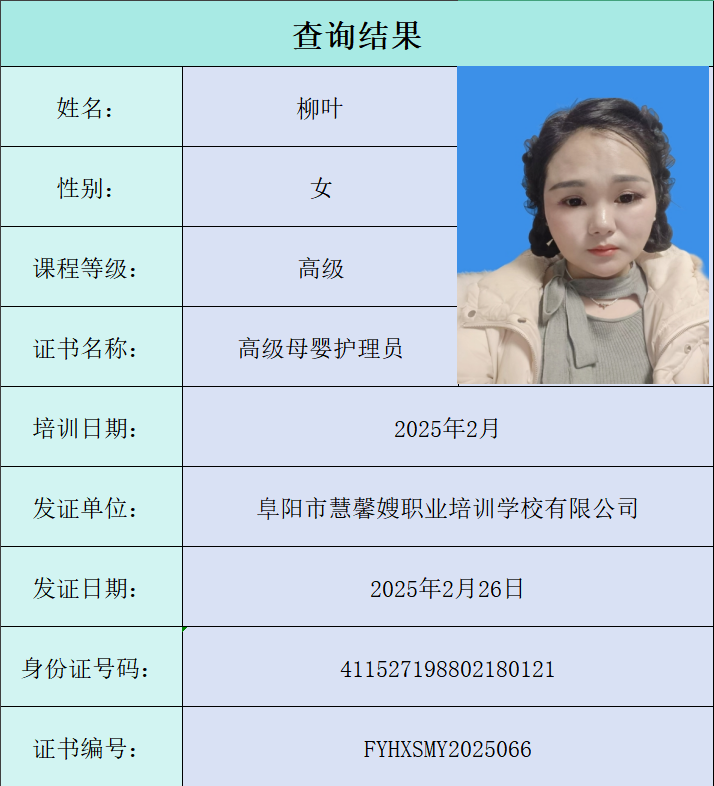 查询结果
姓名： 柳叶
性别： 女
课程等级： 高级
证书名称： 高级母婴护理员
培训日期： 2025年2月
发证单位： 阜阳市慧馨嫂职业培训学校有限公司
发证日期： 2025年2月26日
身份证号码： 411527198802180121
证书编号： FYHXSMY2025066